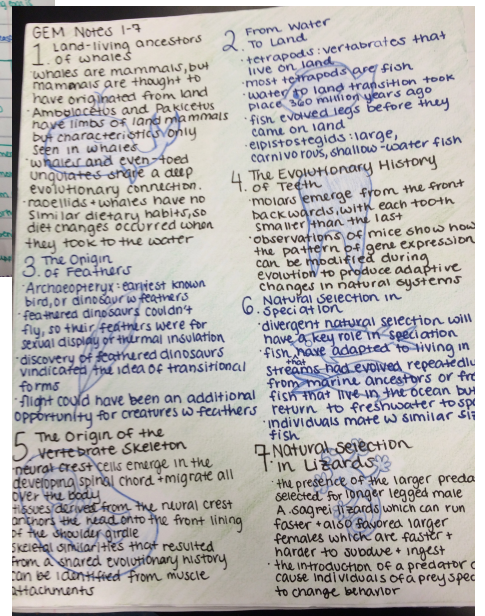 GEM Notes 1-7
1. Land-living ancestors
of whales
·whales are mammals, but
mammals are thought to
have originated from land
·Ambulocetus and Pakicetus
have limbs of land mammals
but characteristics only
seen in whales
·whales and even-toed
ungulates share a deep
evolutionary connection.
·raoellids + whales have no
similar dietary habits, so
diet changes occurred when
they took to the water
2. From Water
To Land
·tetrapods: vertabrates that
live on land
·most tetrapods are fish
·water to land transition took
place 360 million years ago
·fish evolved legs before they
came on land
·elpistostegids: large,
carnivorous, shallow-water fish
3. The Origin
of Feathers
·Archaeopteryx: earliest known
bird, or dinosaur w feathers
·feathered dinosaurs couldn't
fly, so their feathers were for
sexual display or thermal insulation
·discovery of feathered dinosaurs
vindicated the idea of transitional
forms
·flight could have been an additional
opportunity for creatures w feathers
4. The Evolutionary History
of Teeth
·molars emerge from the front
backwards, with each tooth
smaller than the last
·observations of mice show how
the pattern of gene expression
can be modified during
evolution to produce adaptive
changes in natural systems
5. The Origin of the
Vertebrate Skeleton
·neural crest cells emerge in the
developing spinal chord + migrate all
over the body
tissues derived from the neural crest
anchors the head onto the front lining
of the shoulder girdle
skeletal similarities that resulted
from a shared evolutionary history
can be identified from muscle
attachments
6. Natural Selection in
Speciation
·divergent natural selection will
have a key role in speciation
·fish that have adapted to living in
streams had evolved repeatedly
from marine ancestors or
fish that live in the ocean but
return to freshwater to
·individuals mate w similar
fish
7. Natural Selection
in Lizards
·the presence of the larger
selected for longer legged male
A. sagrei lizards which can run
faster + also favored larger
females which are faster +
harder to subdue + ingest
·the introduction of a predator
cause individuals of a prey
to change behavior